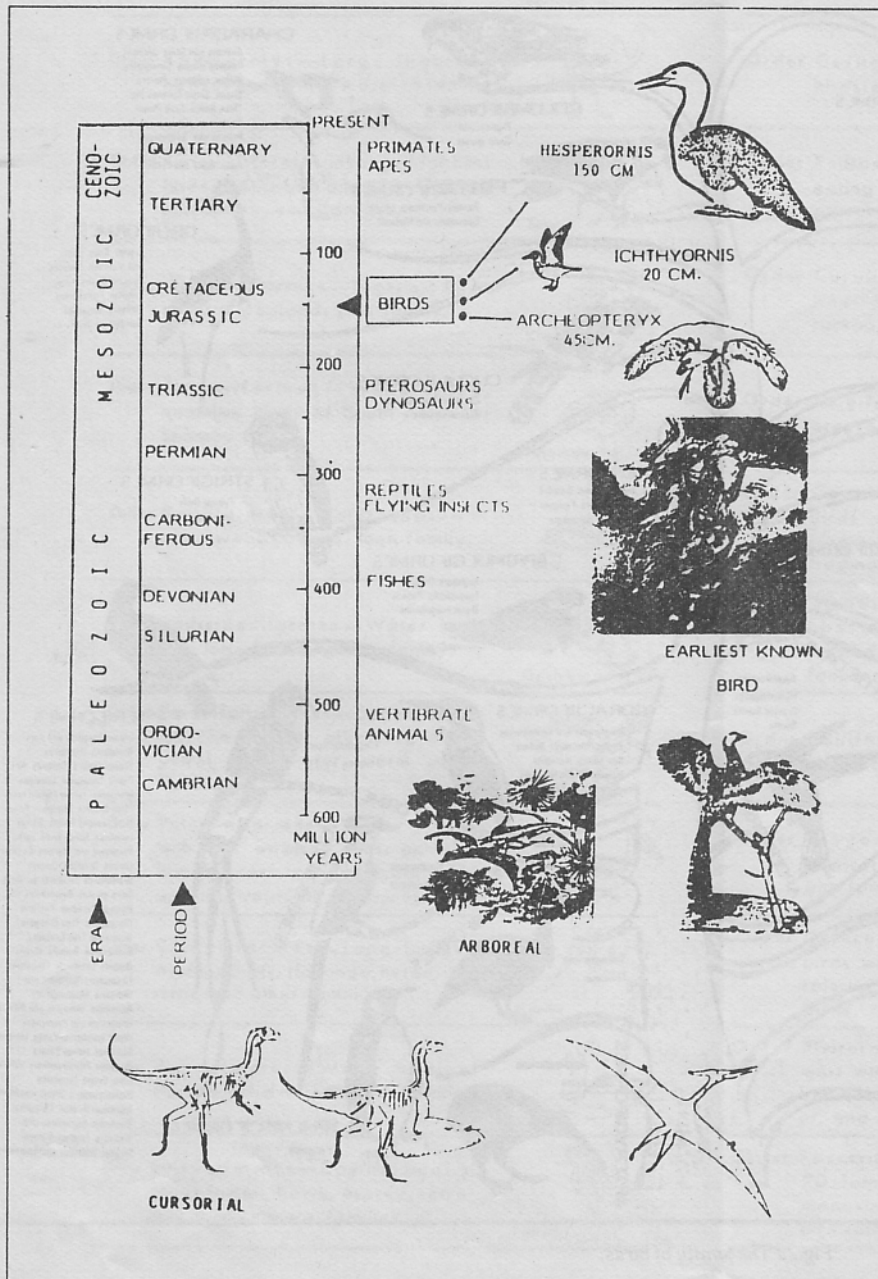 PRESENT
CENO-
ZOIC
MESOZOIC
PALEOZOIC
QUATERNARY
TERTIARY
CRETACEOUS
JURASSIC
TRIASSIC
PERMIAN
CARBONI-
FEROUS
DEVONIAN
SILURIAN
ORDO-
VICIAN
CAMBRIAN
100
200
300
400
500
600
MILLION
YEARS
PRIMATES
APES
BIRDS
PTEROSAURS
DYNOSAURS
REPTILES
FLYING INSECTS
FISHES
VERTIBRATE
ANIMALS
HESPERORNIS
150 CM
ICHTHYORNIS
20 CM.
ARCHEOPTERYX
45CM.
EARLIEST KNOWN
BIRD
ERA
PERIOD
ARBOREAL
CURSORIAL